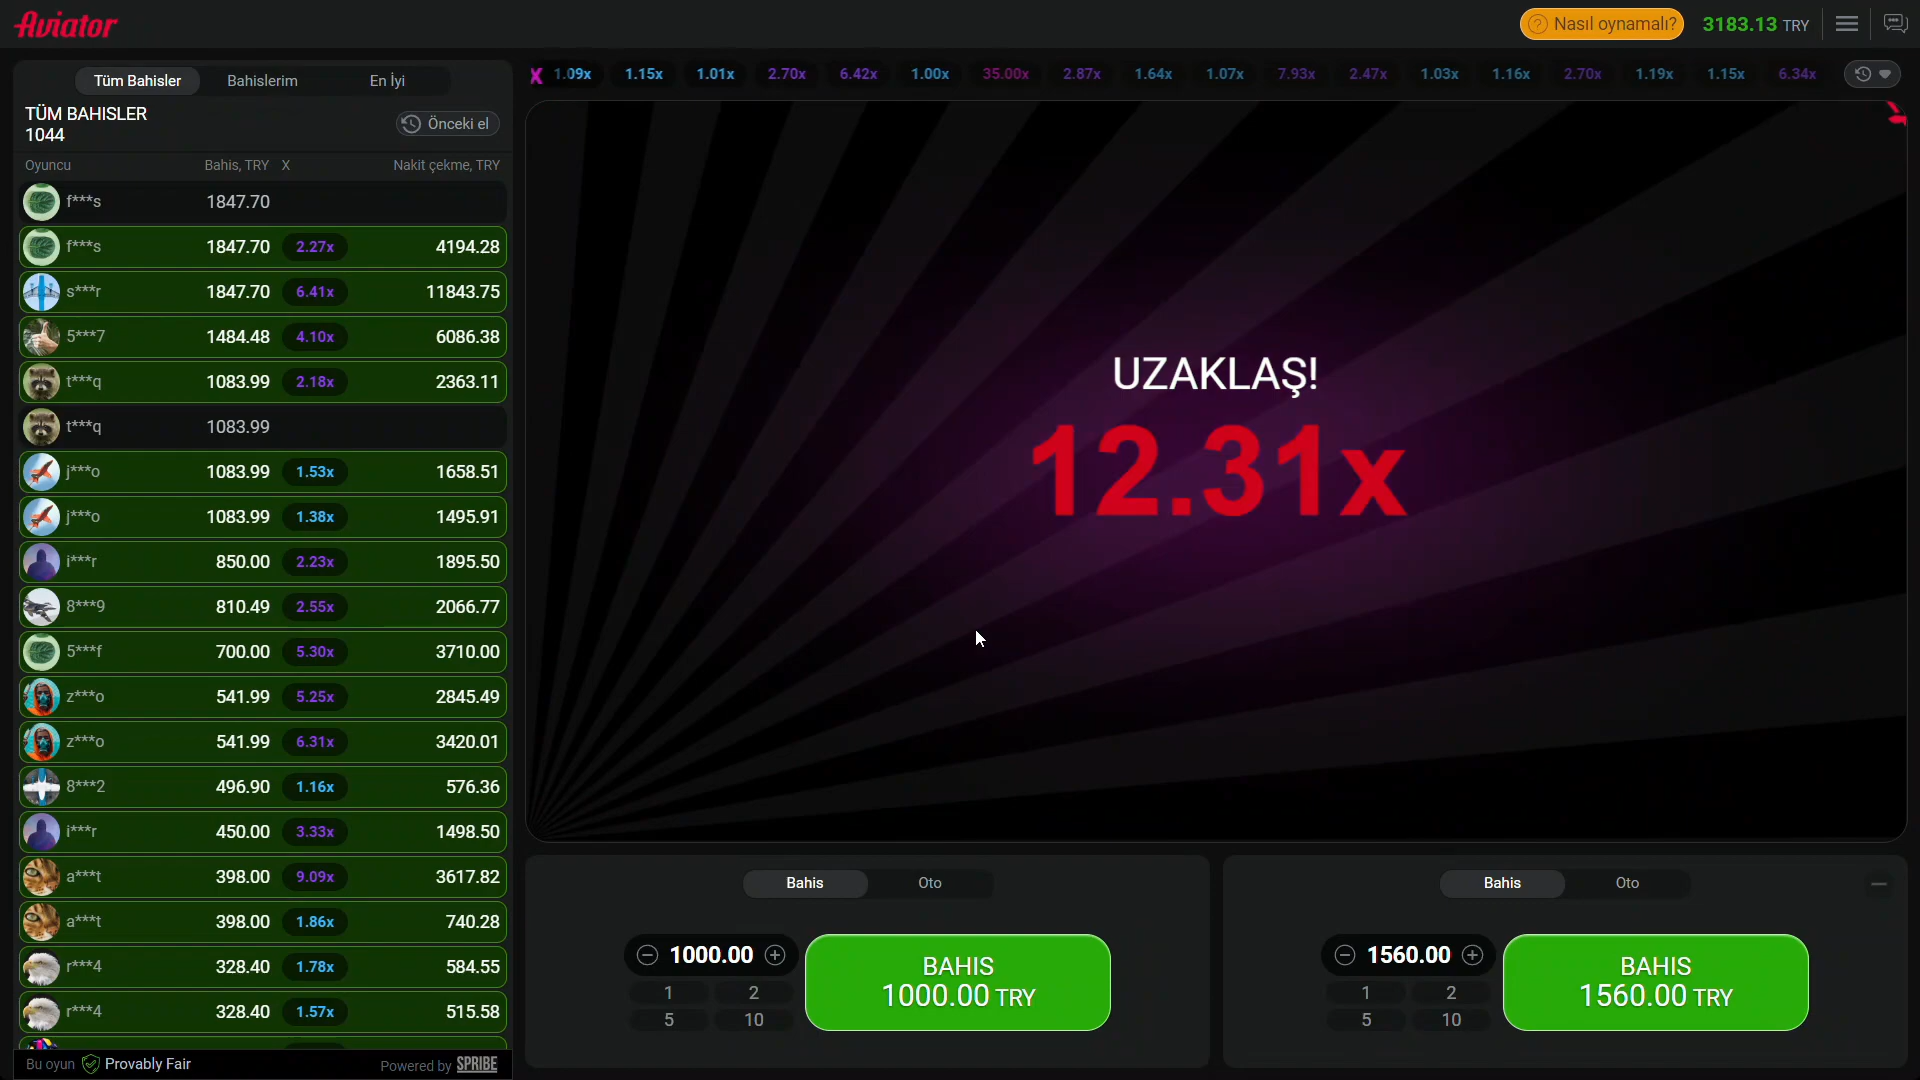 Aviator
Nasıl oynamalı?
3183.13 TRY
Tüm Bahisler
Bahislerim
En İyi
1.09x 1.15x 1.01x 2.70x 6.42x 1.00x 35.00x 2.87x 1.64x 1.07x 7.93x 2.47x 1.03x 1.16x 2.70x 1.19x 1.15x 6.34x
TÜM BAHISLER
1044
Önceki el
Oyuncu Bahis, TRY X Nakit çekme, TRY
f***s 1847.70
f***s 1847.70 2.27x 4194.28
s***r 1847.70 6.41x 11843.75
5***7 1484.48 4.10x 6086.38
t***q 1083.99 2.18x 2363.11
t***q 1083.99
j***o 1083.99 1.53x 1658.51
j***o 1083.99 1.38x 1495.91
i***r 850.00 2.23x 1895.50
8***9 810.49 2.55x 2066.77
5***f 700.00 5.30x 3710.00
z***o 541.99 5.25x 2845.49
z***o 541.99 6.31x 3420.01
8***2 496.90 1.16x 576.36
i***r 450.00 3.33x 1498.50
a***t 398.00 9.09x 3617.82
a***t 398.00 1.86x 740.28
r***4 328.40 1.78x 584.55
r***4 328.40 1.57x 515.58
Bu oyun Provably Fair
Powered by SPRIBE
UZAKLAŞ!
12.31x
Bahis Oto
1000.00
1 2
5 10
BAHIS
1000.00 TRY
Bahis Oto
1560.00
1 2
5 10
BAHIS
1560.00 TRY